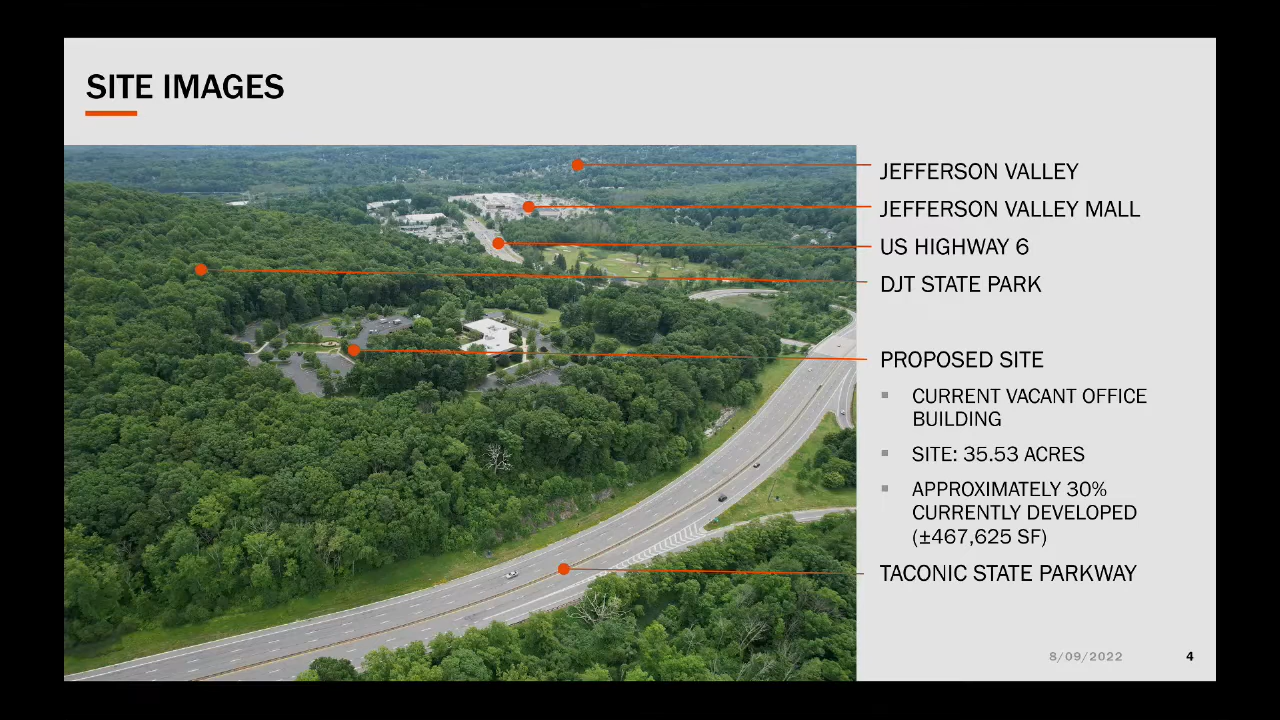 SITE IMAGES
JEFFERSON VALLEY
JEFFERSON VALLEY MALL
US HIGHWAY 6
DJT STATE PARK
PROPOSED SITE
▪ CURRENT VACANT OFFICE
BUILDING
▪ SITE: 35.53 ACRES
▪ APPROXIMATELY 30%
CURRENTLY DEVELOPED
(±467,625 SF)
TACONIC STATE PARKWAY
8/09/2022 4